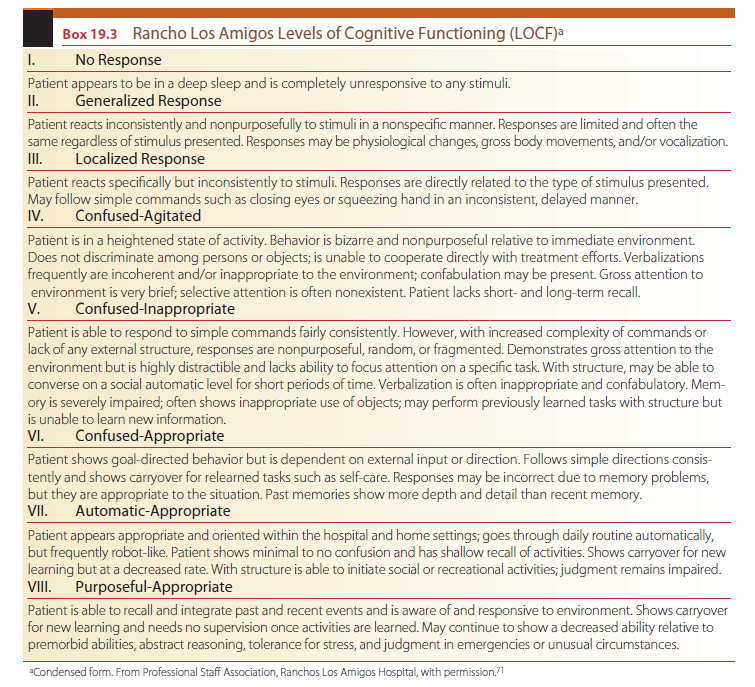 Box 19.3 Rancho Los Amigos Levels of Cognitive Functioning (LOCF)ᵃ
I. No Response
Patient appears to be in a deep sleep and is completely unresponsive to any stimuli.
II. Generalized Response
Patient reacts inconsistently and nonpurposefully to stimuli in a nonspecific manner. Responses are limited and often the
same regardless of stimulus presented. Responses may be physiological changes, gross body movements, and/or vocalization.
III. Localized Response
Patient reacts specifically but inconsistently to stimuli. Responses are directly related to the type of stimulus presented.
May follow simple commands such as closing eyes or squeezing hand in an inconsistent, delayed manner.
IV. Confused-Agitated
Patient is in a heightened state of activity. Behavior is bizarre and nonpurposeful relative to immediate environment.
Does not discriminate among persons or objects; is unable to cooperate directly with treatment efforts. Verbalizations
frequently are incoherent and/or inappropriate to the environment; confabulation may be present. Gross attention to
environment is very brief; selective attention is often nonexistent. Patient lacks short- and long-term recall.
V. Confused-Inappropriate
Patient is able to respond to simple commands fairly consistently. However, with increased complexity of commands or
lack of any external structure, responses are nonpurposeful, random, or fragmented. Demonstrates gross attention to the
environment but is highly distractible and lacks ability to focus attention on a specific task. With structure, may be able to
converse on a social automatic level for short periods of time. Verbalization is often inappropriate and confabulatory. Mem-
ory is severely impaired; often shows inappropriate use of objects; may perform previously learned tasks with structure but
is unable to learn new information.
VI. Confused-Appropriate
Patient shows goal-directed behavior but is dependent on external input or direction. Follows simple directions consis-
tently and shows carryover for relearned tasks such as self-care. Responses may be incorrect due to memory problems,
but they are appropriate to the situation. Past memories show more depth and detail than recent memory.
VII. Automatic-Appropriate
Patient appears appropriate and oriented within the hospital and home settings; goes through daily routine automatically,
but frequently robot-like. Patient shows minimal to no confusion and has shallow recall of activities. Shows carryover for new
learning but at a decreased rate. With structure is able to initiate social or recreational activities; judgment remains impaired.
VIII. Purposeful-Appropriate
Patient is able to recall and integrate past and recent events and is aware of and responsive to environment. Shows carryover
for new learning and needs no supervision once activities are learned. May continue to show a decreased ability relative to
premorbid abilities, abstract reasoning, tolerance for stress, and judgment in emergencies or unusual circumstances.
ᵃCondensed form. From Professional Staff Association, Ranchos Los Amigos Hospital, with permission.⁷¹